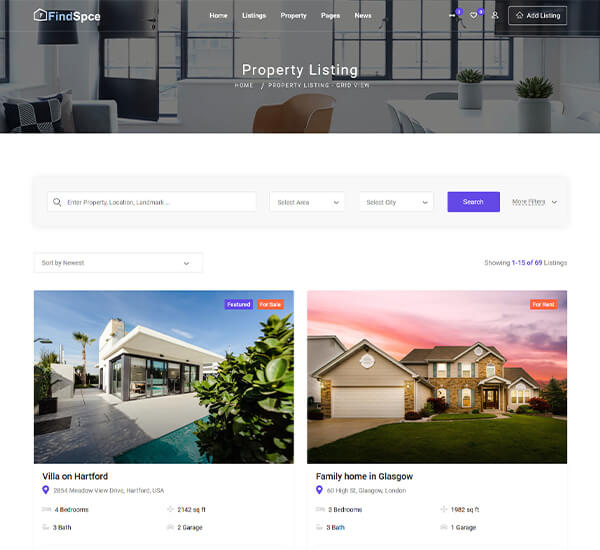 FindSpce
Home Listings Property Pages News
Add Listing
Property Listing
HOME / PROPERTY LISTING - GRID VIEW
Enter Property, Location, Landmark ...
Select Area
Select City
Search
More Filters
Sort by Newest
Showing 1-15 of 69 Listings
Featured
For Sale
For Rent
Villa on Hartford
2854 Meadow View Drive, Hartford, USA
4 Bedrooms
2142 sq ft
3 Bath
2 Garage
Family home in Glasgow
60 High St, Glasgow, London
3 Bedrooms
1982 sq ft
3 Bath
1 Garage